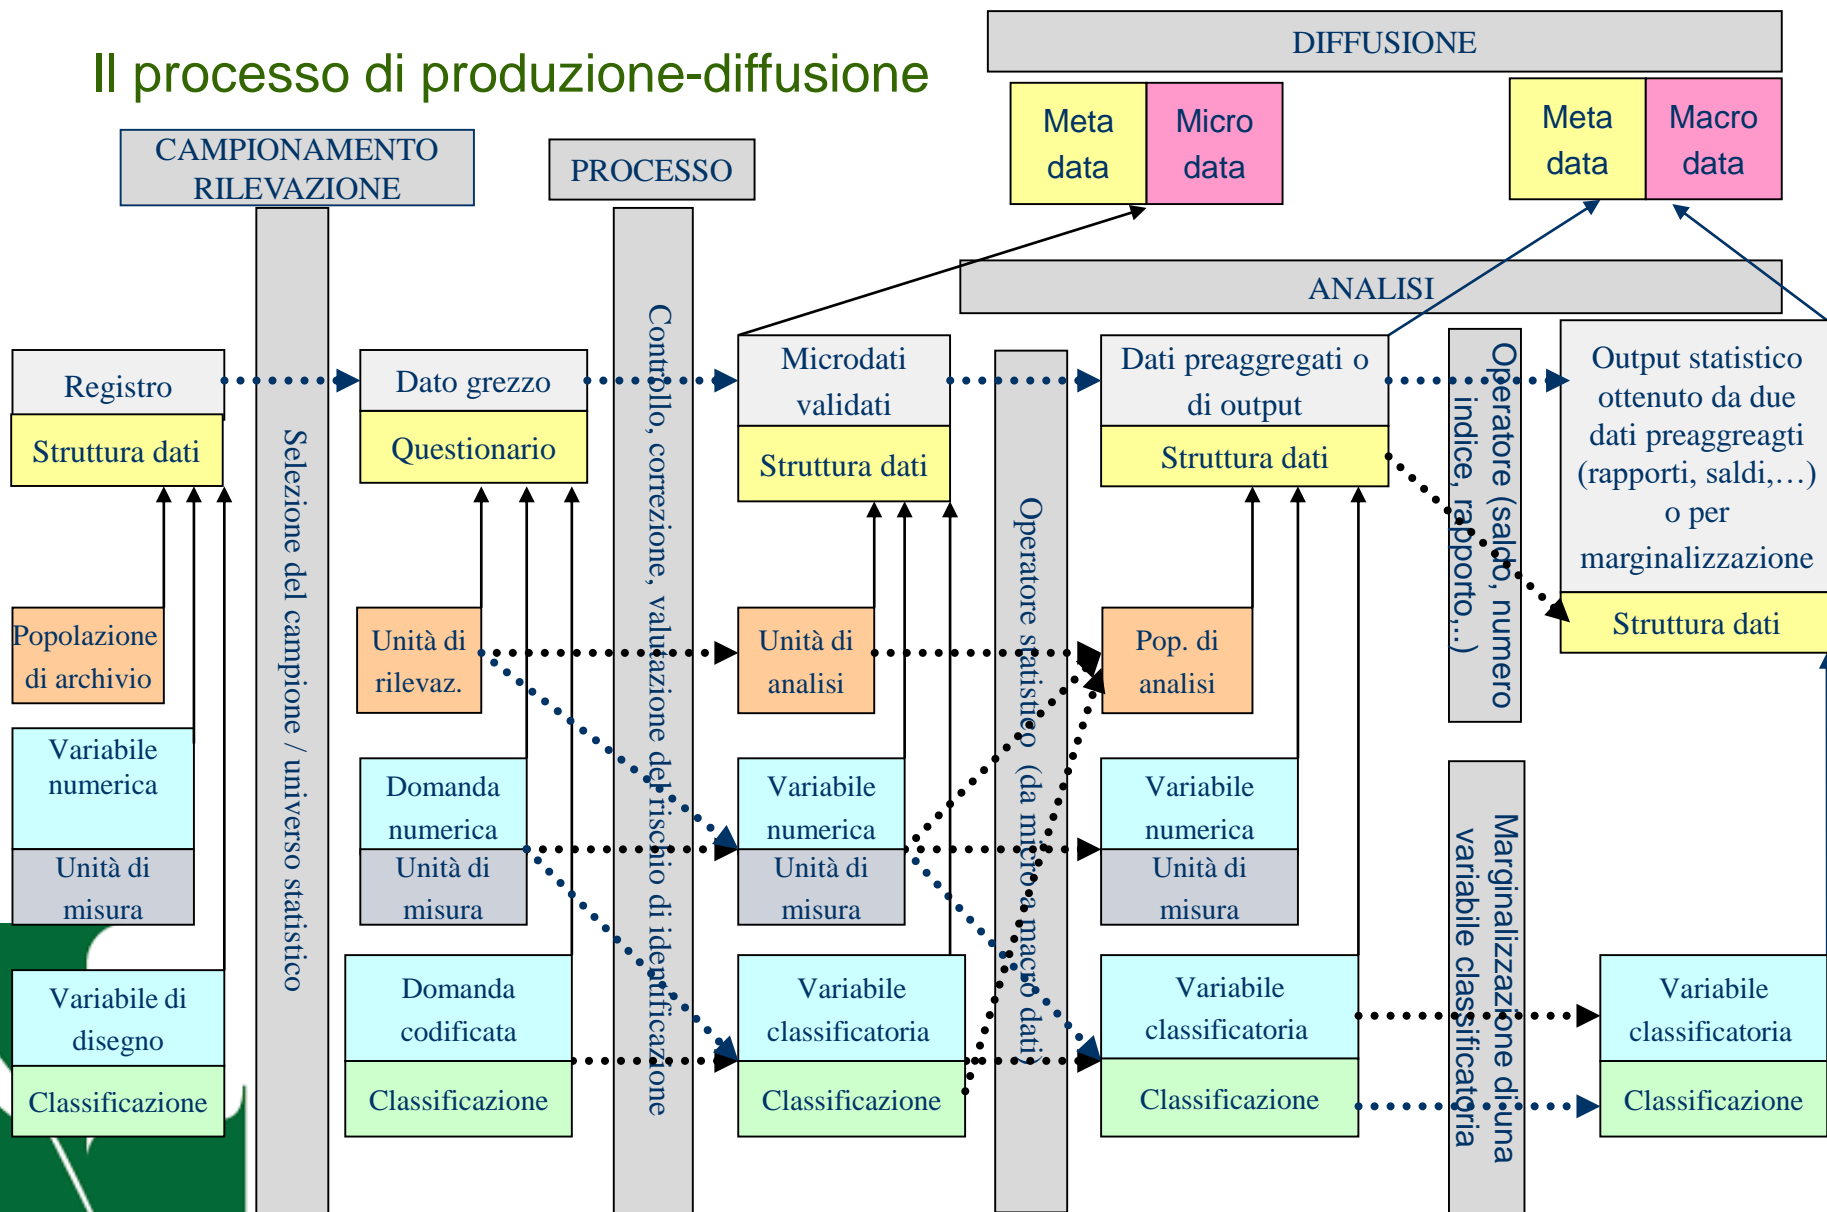 Il processo di produzione-diffusione
DIFFUSIONE
Meta
data
Micro
data
Meta
data
Macro
data
CAMPIONAMENTO
RILEVAZIONE
PROCESSO
ANALISI
Registro
Struttura dati
Popolazione
di archivio
Variabile
numerica
Unità di
misura
Variabile di
disegno
Classificazione
Selezione del campione / universo statistico
Dato grezzo
Questionario
Unità di
rilevaz.
Domanda
numerica
Unità di
misura
Domanda
codificata
Classificazione
Controllo, correzione, valutazione del rischio di identificazione
Microdati
validati
Struttura dati
Unità di
analisi
Variabile
numerica
Unità di
misura
Variabile
classificatoria
Classificazione
Operatore statistico (da micro a macro dati)
Dati preaggregati o
di output
Struttura dati
Pop. di
analisi
Variabile
numerica
Unità di
misura
Variabile
classificatoria
Classificazione
Operatore (saldo, numero
indice, rapporto,..)
Marginalizzazione di una
variabile classificatoria
Output statistico
ottenuto da due
dati preaggreagti
(rapporti, saldi,…)
o per
marginalizzazione
Struttura dati
Variabile
classificatoria
Classificazione